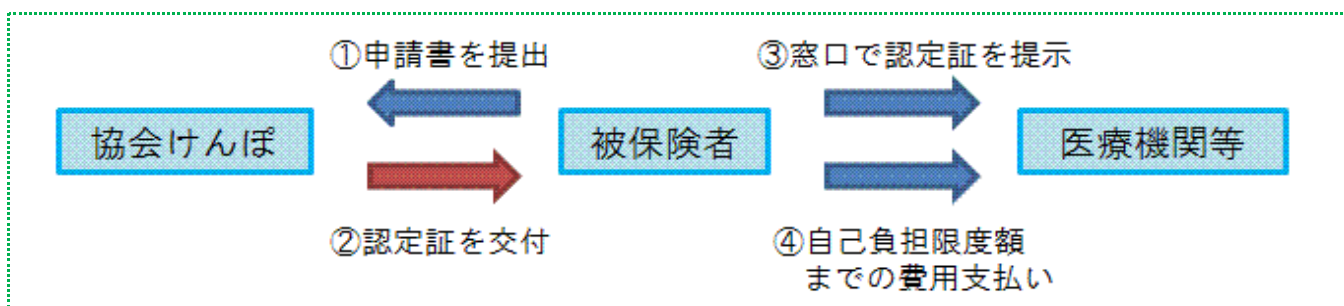 ①申請書を提出
③窓口で認定証を提示
協会けんぽ
被保険者
医療機関等
②認定証を交付
④自己負担限度額
までの費用支払い